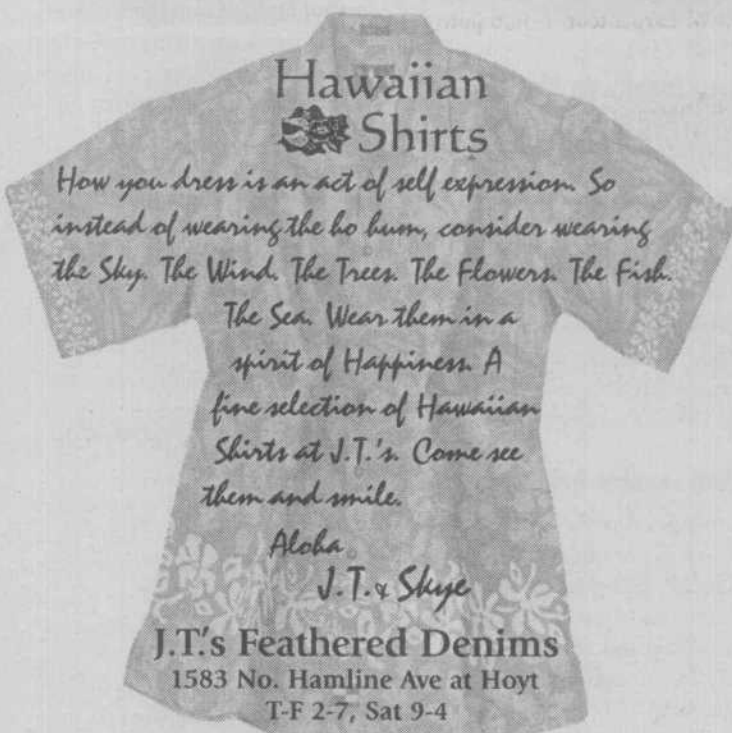 Hawaiian
Shirts
How you dress is an act of self expression. So
instead of wearing the ho hum, consider wearing
the Sky. The Wind. The Trees. The Flowers. The Fish.
The Sea. Wear them in a
spirit of Happiness. A
fine selection of Hawaiian
Shirts at J.T.'s. Come see
them and smile.
Aloha
J.T. & Skye
J.T.'s Feathered Denims
1583 No. Hamline Ave at Hoyt
T-F 2-7, Sat 9-4